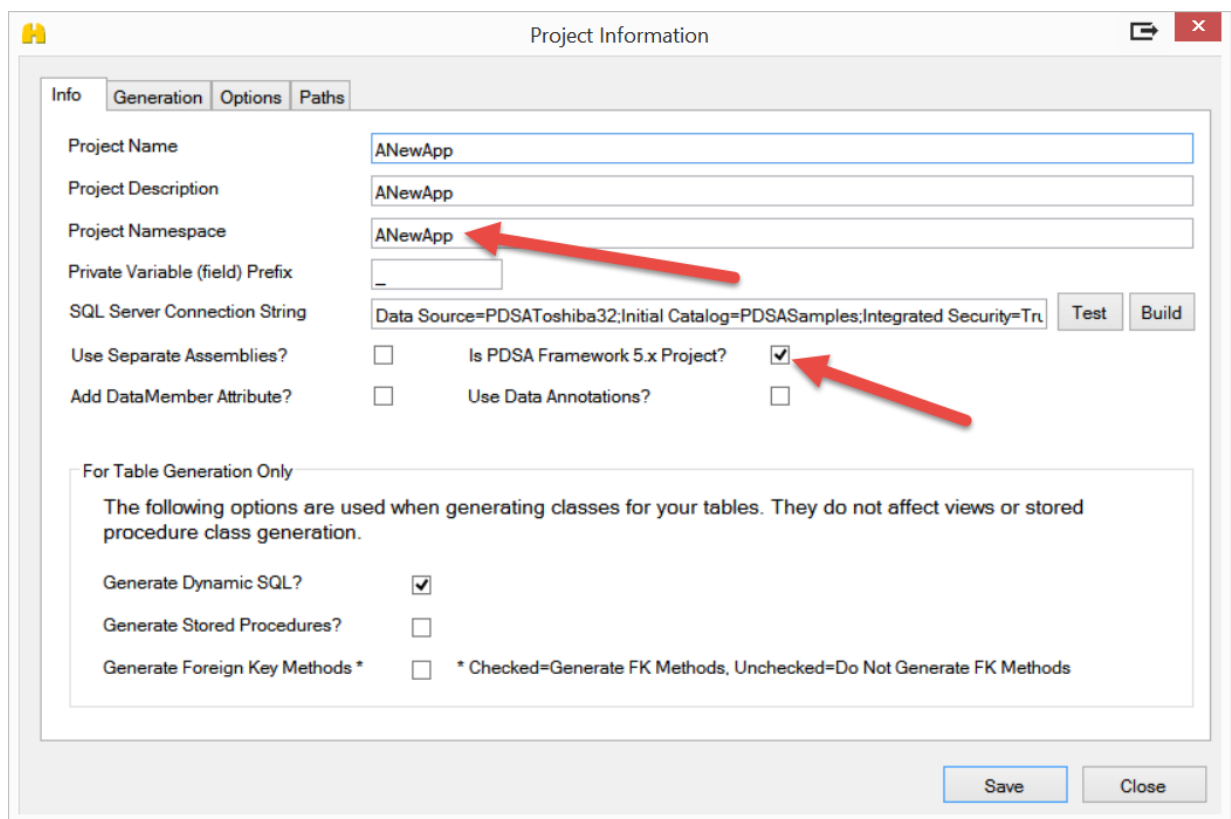 Project Information
Info Generation Options Paths
Project Name ANewApp
Project Description ANewApp
Project Namespace ANewApp
Private Variable (field) Prefix _
SQL Server Connection String Data Source=PDSAToshiba32;Initial Catalog=PDSASamples;Integrated Security=Tru Test Build
Use Separate Assemblies? Is PDSA Framework 5.x Project?
Add DataMember Attribute? Use Data Annotations?
For Table Generation Only
The following options are used when generating classes for your tables. They do not affect views or stored
procedure class generation.
Generate Dynamic SQL?
Generate Stored Procedures?
Generate Foreign Key Methods * * Checked=Generate FK Methods, Unchecked=Do Not Generate FK Methods
Save Close